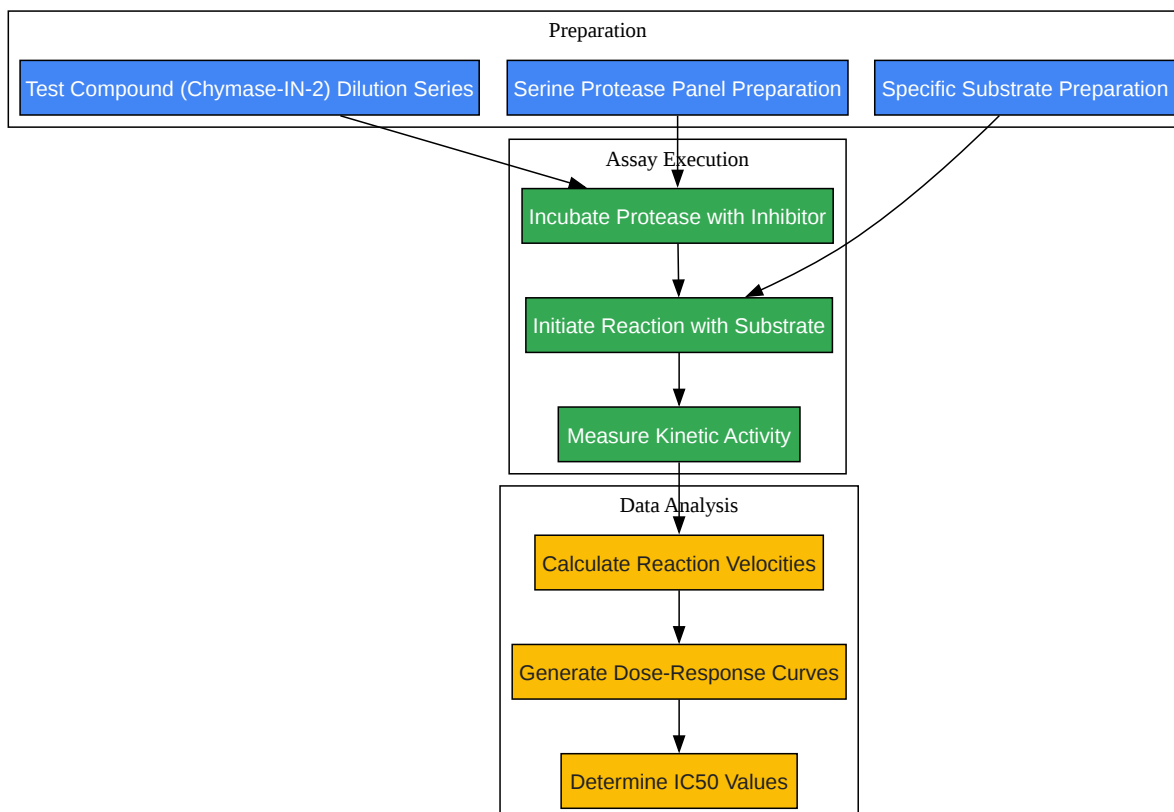 Preparation
Test Compound (Chymase-IN-2) Dilution Series
Serine Protease Panel Preparation
Specific Substrate Preparation
Assay Execution
Incubate Protease with Inhibitor
Initiate Reaction with Substrate
Measure Kinetic Activity
Data Analysis
Calculate Reaction Velocities
Generate Dose-Response Curves
Determine IC50 Values